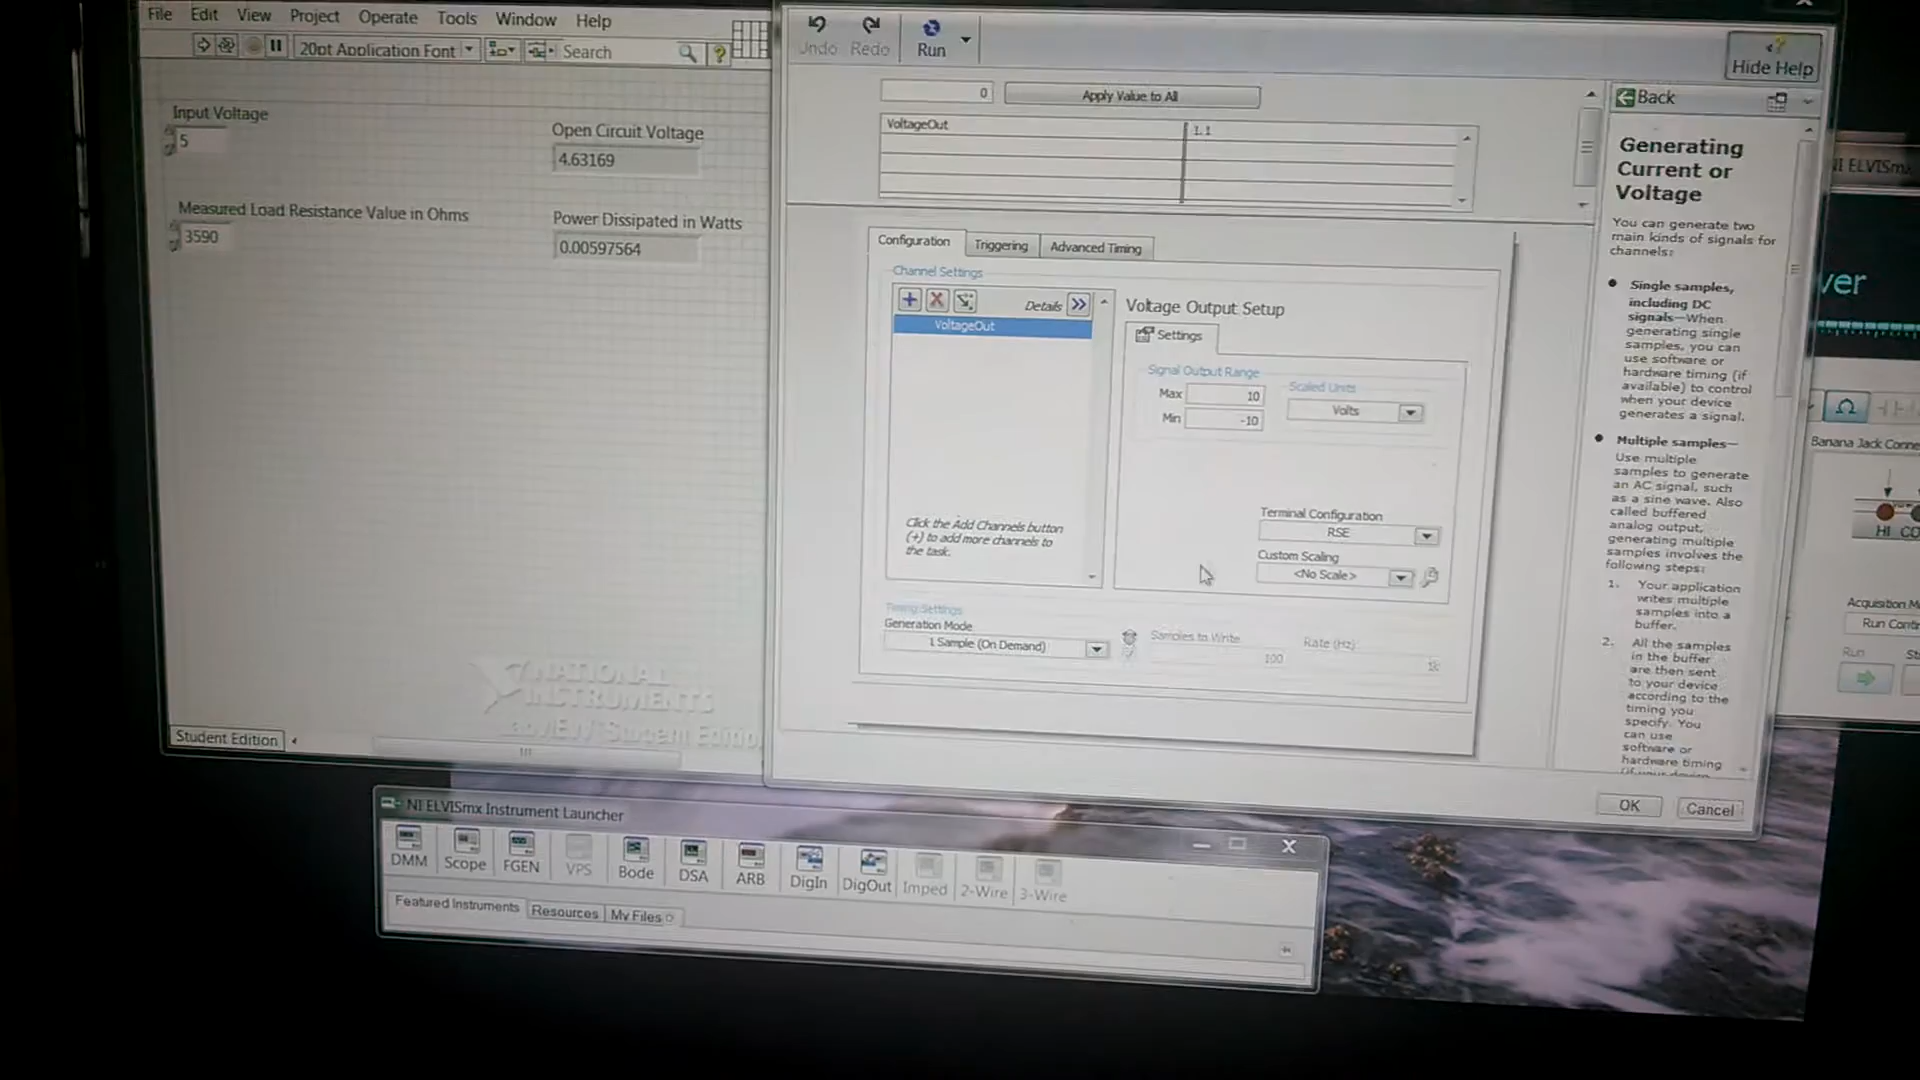 File Edit View Project Operate Tools Window Help
20pt Application Font
Search
Input Voltage
5
Open Circuit Voltage
4.63169
Measured Load Resistance Value in Ohms
3590
Power Dissipated in Watts
0.00597564
NATIONAL
INSTRUMENTS
LabVIEW Student Edition
Student Edition
Undo Redo Run
Hide Help
0 Apply Value to All
VoltageOut 1.1
Configuration Triggering Advanced Timing
Channel Settings
Details
VoltageOut
Click the Add Channels button
(+) to add more channels to
the task.
Voltage Output Setup
Settings
Signal Output Range
Max 10
Min -10
Scaled Units
Volts
Terminal Configuration
RSE
Custom Scaling
<No Scale>
Timing Settings
Generation Mode
1 Sample (On Demand)
Samples to Write
100
Rate (Hz)
1k
OK Cancel
Back
Generating
Current or
Voltage
You can generate two
main kinds of signals for
channels:
Single samples,
including DC
signals—When
generating single
samples, you can
use software or
hardware timing (if
available) to control
when your device
generates a signal.
Multiple samples—
Use multiple
samples to generate
an AC signal, such
as a sine wave. Also
called buffered
analog output,
generating multiple
samples involves the
following steps:
1. Your application
writes multiple
samples into a
buffer.
2. All the samples
in the buffer
are then sent
to your device
according to the
timing you
specify. You
can use
software or
hardware timing
(if your device
NI ELVISmx
ver
Banana Jack Conne
HI CO
Acquisition M
Run Conti
Run St
NI ELVISmx Instrument Launcher
DMM Scope FGEN VPS Bode DSA ARB DigIn DigOut Imped 2-Wire 3-Wire
Featured Instruments Resources My Files